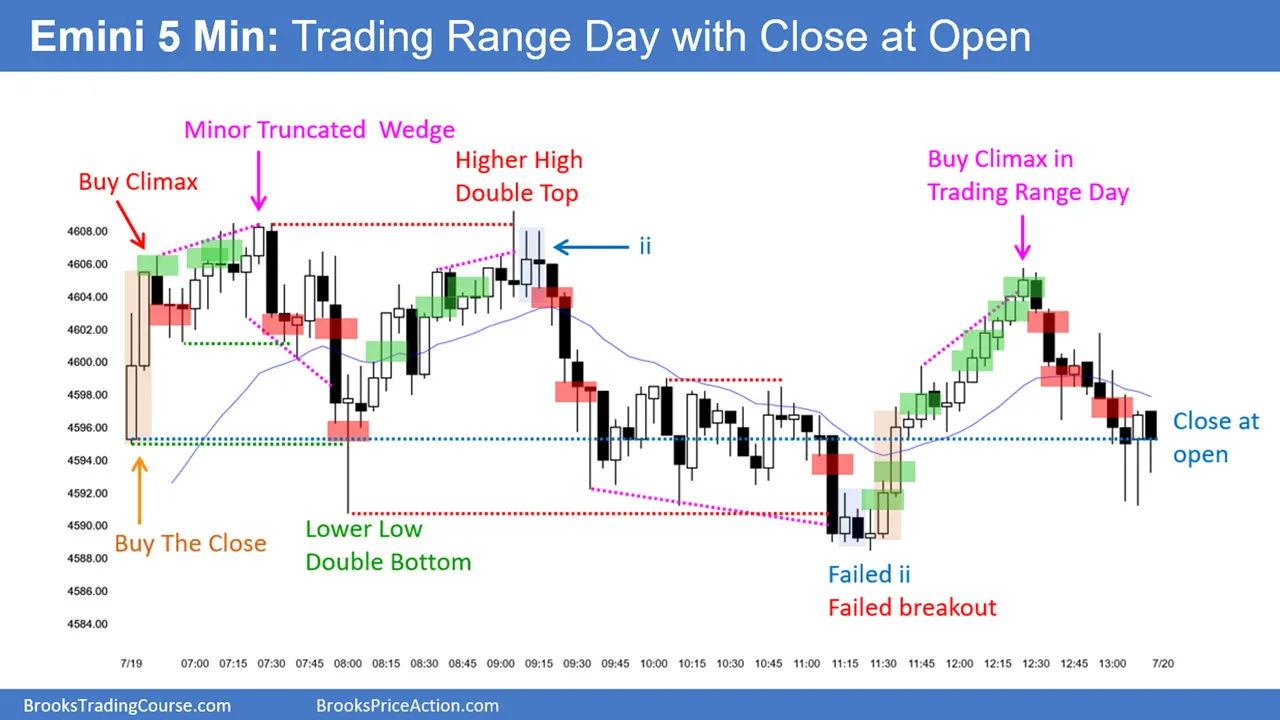 Emini 5 Min: Trading Range Day with Close at Open
Minor Truncated Wedge
Buy Climax
Higher High
Double Top
ii
Buy Climax in
Trading Range Day
4608.00
4606.00
4604.00
4602.00
4600.00
4598.00
4596.00
4594.00
4592.00
4590.00
4588.00
4586.00
4584.00
Close at
open
Buy The Close
Lower Low
Double Bottom
Failed ii
Failed breakout
7/19 07:00 07:15 07:30 07:45 08:00 08:15 08:30 08:45 09:00 09:15 09:30 09:45 10:00 10:15 10:30 10:45 11:00 11:15 11:30 11:45 12:00 12:15 12:30 12:45 13:00 7/20
BrooksTradingCourse.com BrooksPriceAction.com